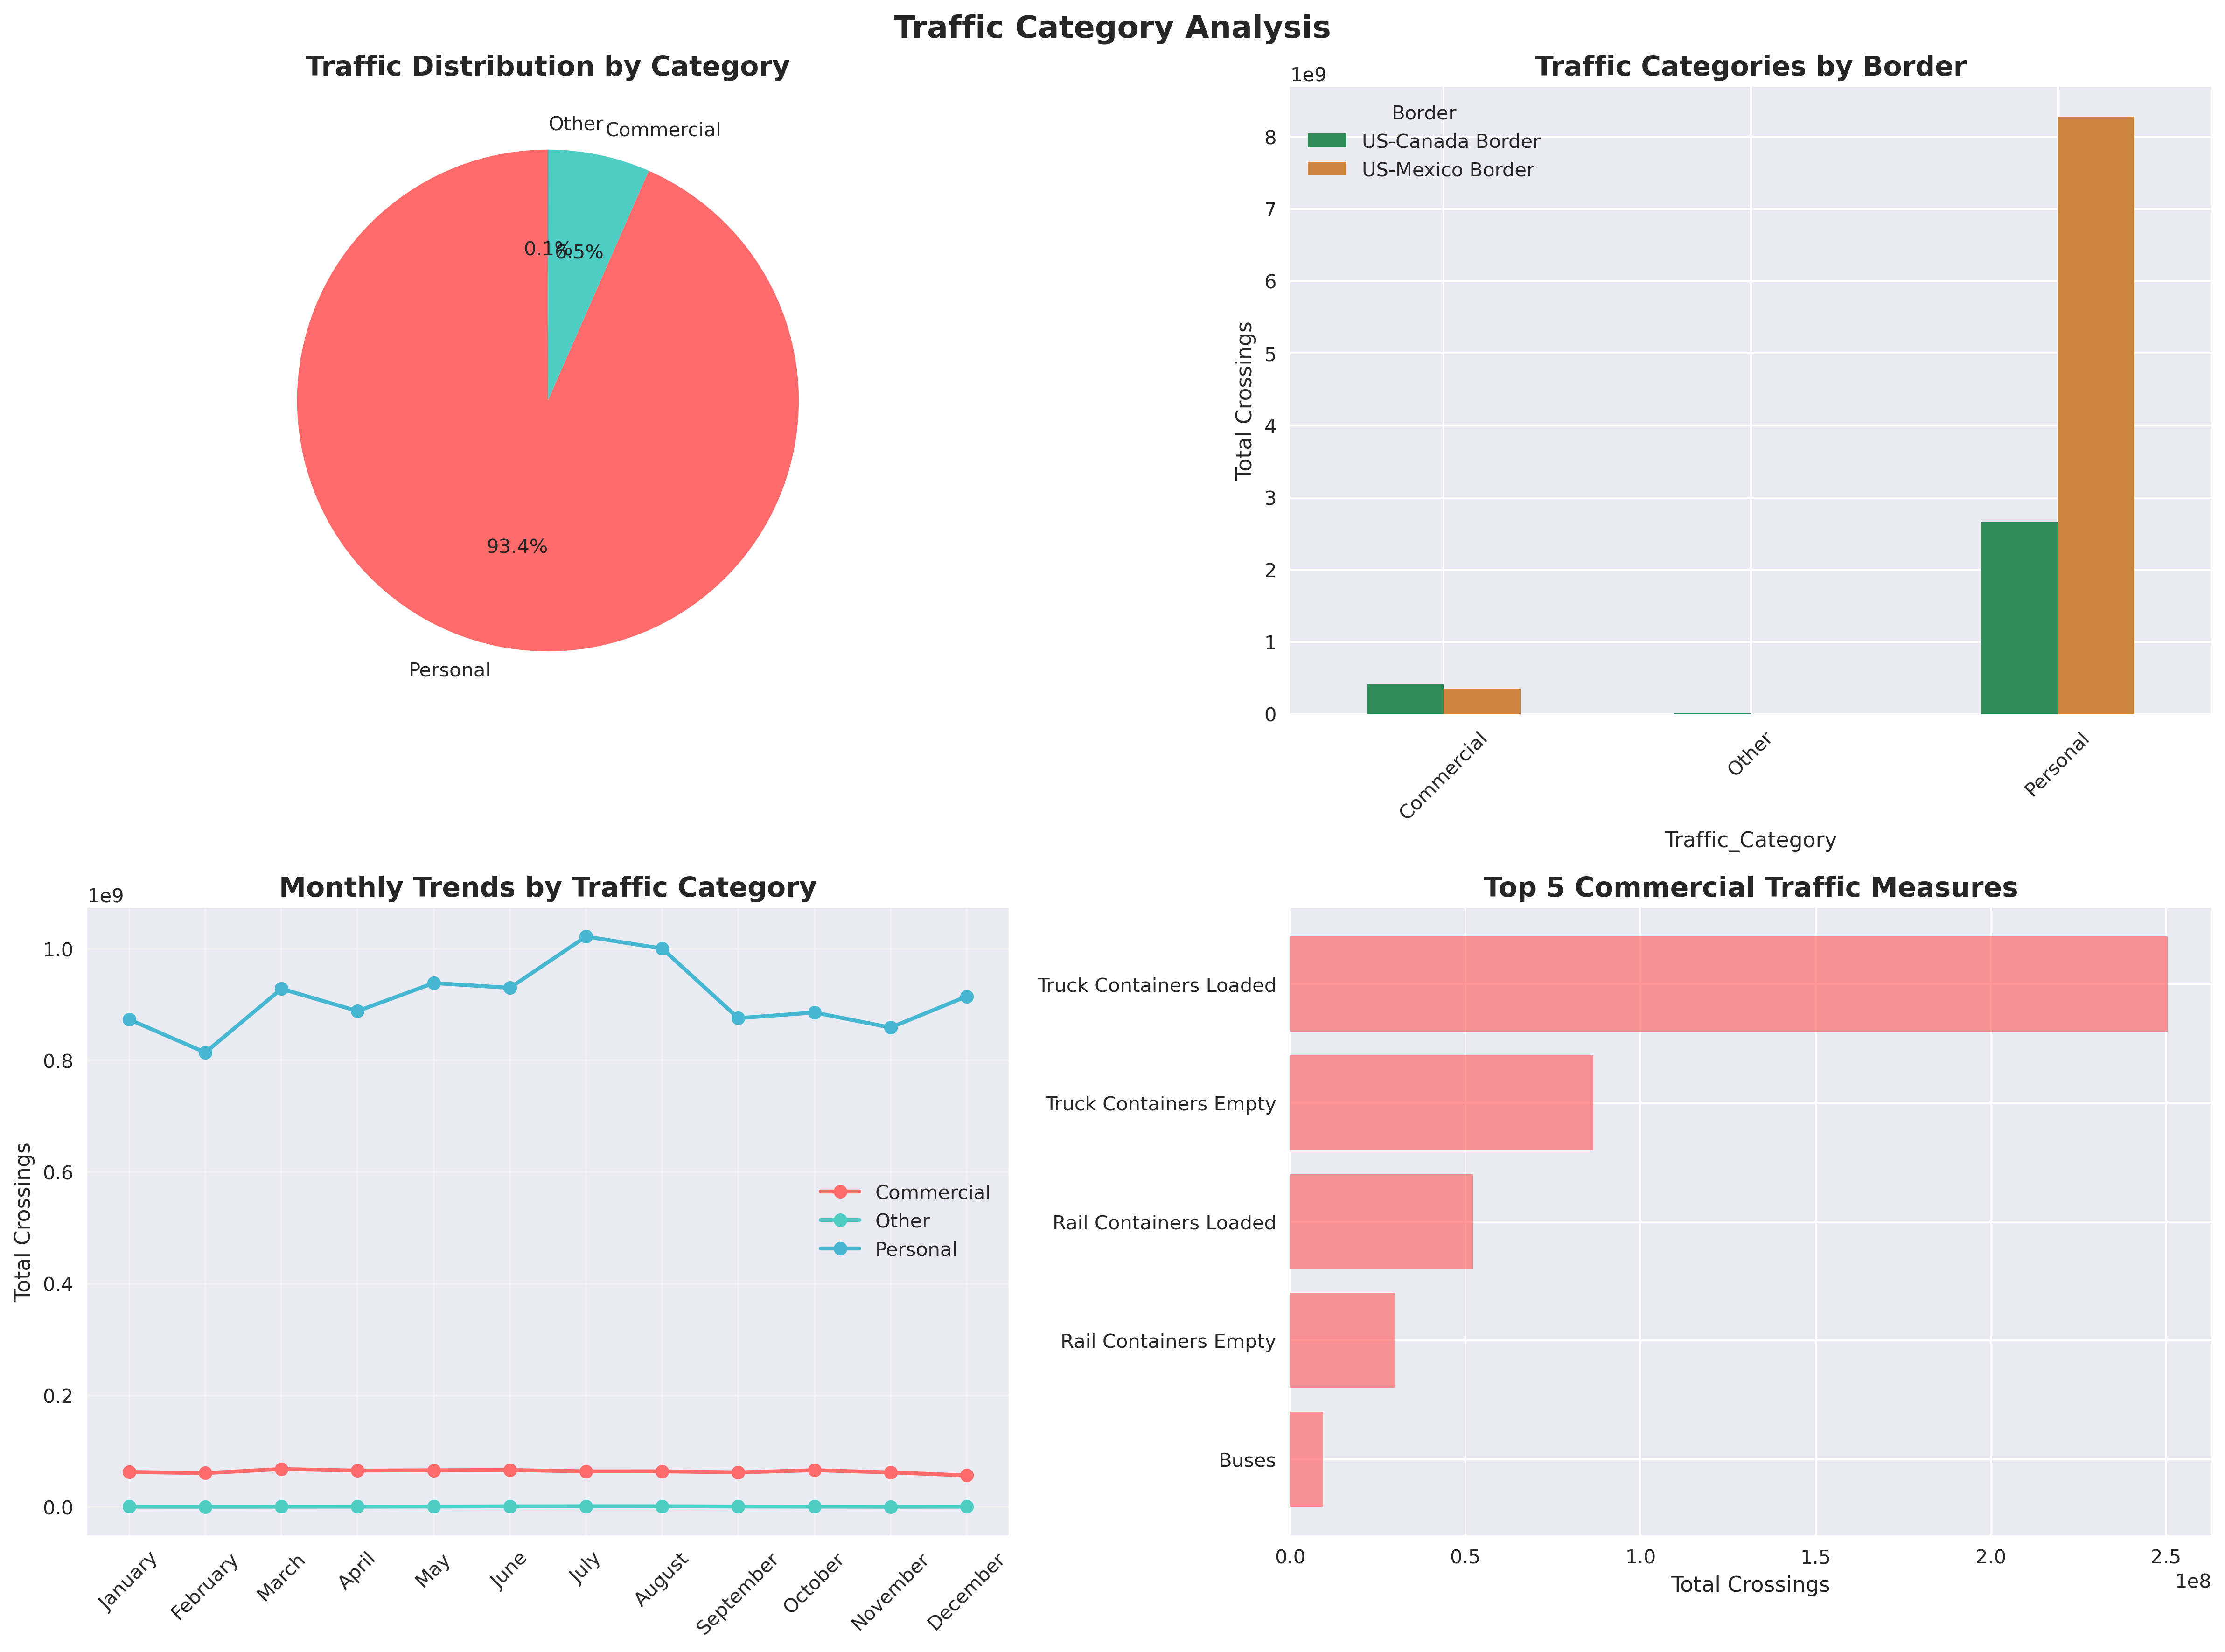 Traffic Category Analysis
Traffic Distribution by Category
Other
Commercial
0.1%
6.5%
93.4%
Personal
Traffic Categories by Border
1e9
Border
US-Canada Border
US-Mexico Border
8
7
6
5
4
3
2
1
0
Total Crossings
Commercial
Other
Personal
Traffic_Category
Monthly Trends by Traffic Category
1e9
1.0
0.8
0.6
0.4
0.2
0.0
Total Crossings
Commercial
Other
Personal
January
February
March
April
May
June
July
August
September
October
November
December
Top 5 Commercial Traffic Measures
Truck Containers Loaded
Truck Containers Empty
Rail Containers Loaded
Rail Containers Empty
Buses
0.0
0.5
1.0
1.5
2.0
2.5
1e8
Total Crossings